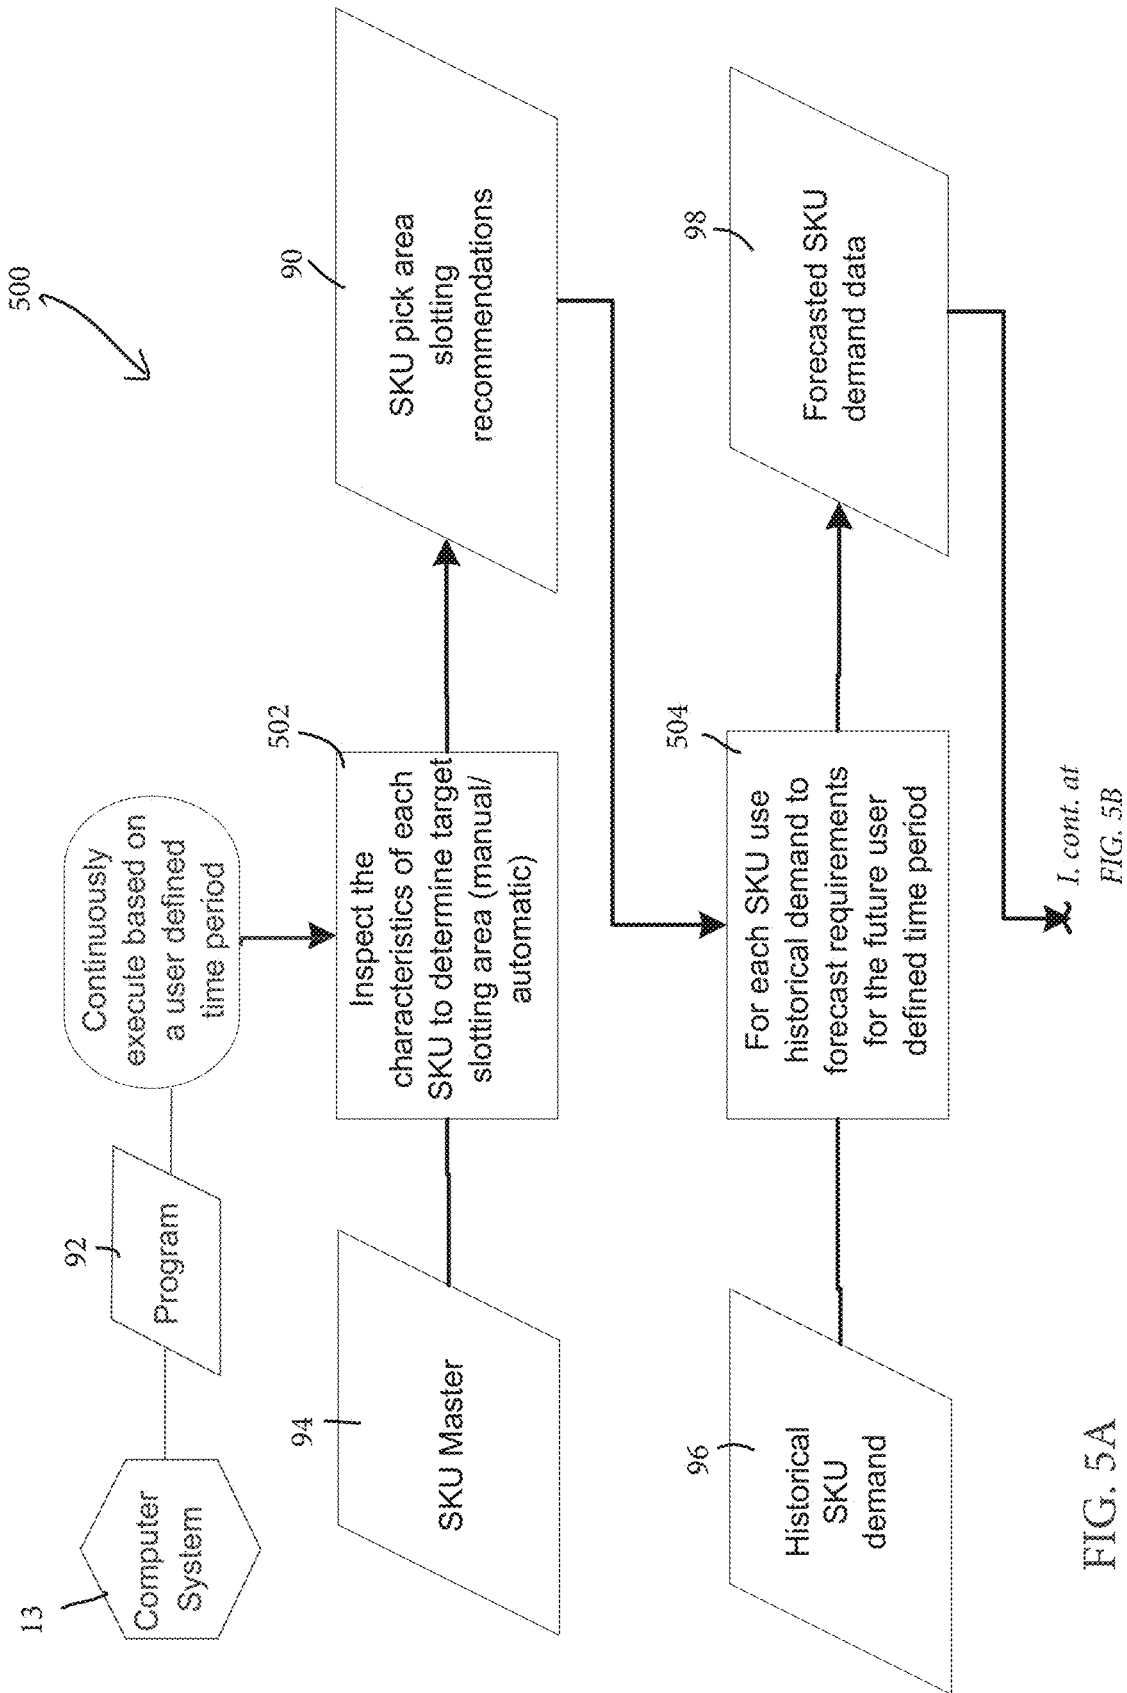 500
13
Computer
System
92
Program
Continuously
execute based on
a user defined
time period
94
SKU Master
502
Inspect the
characteristics of each
SKU to determine target
slotting area (manual/
automatic)
90
SKU pick area
slotting
recommendations
96
Historical
SKU
demand
504
For each SKU use
historical demand to
forecast requirements
for the future user
defined time period
98
Forecasted SKU
demand data
I. cont. at
FIG. 5B
FIG. 5A